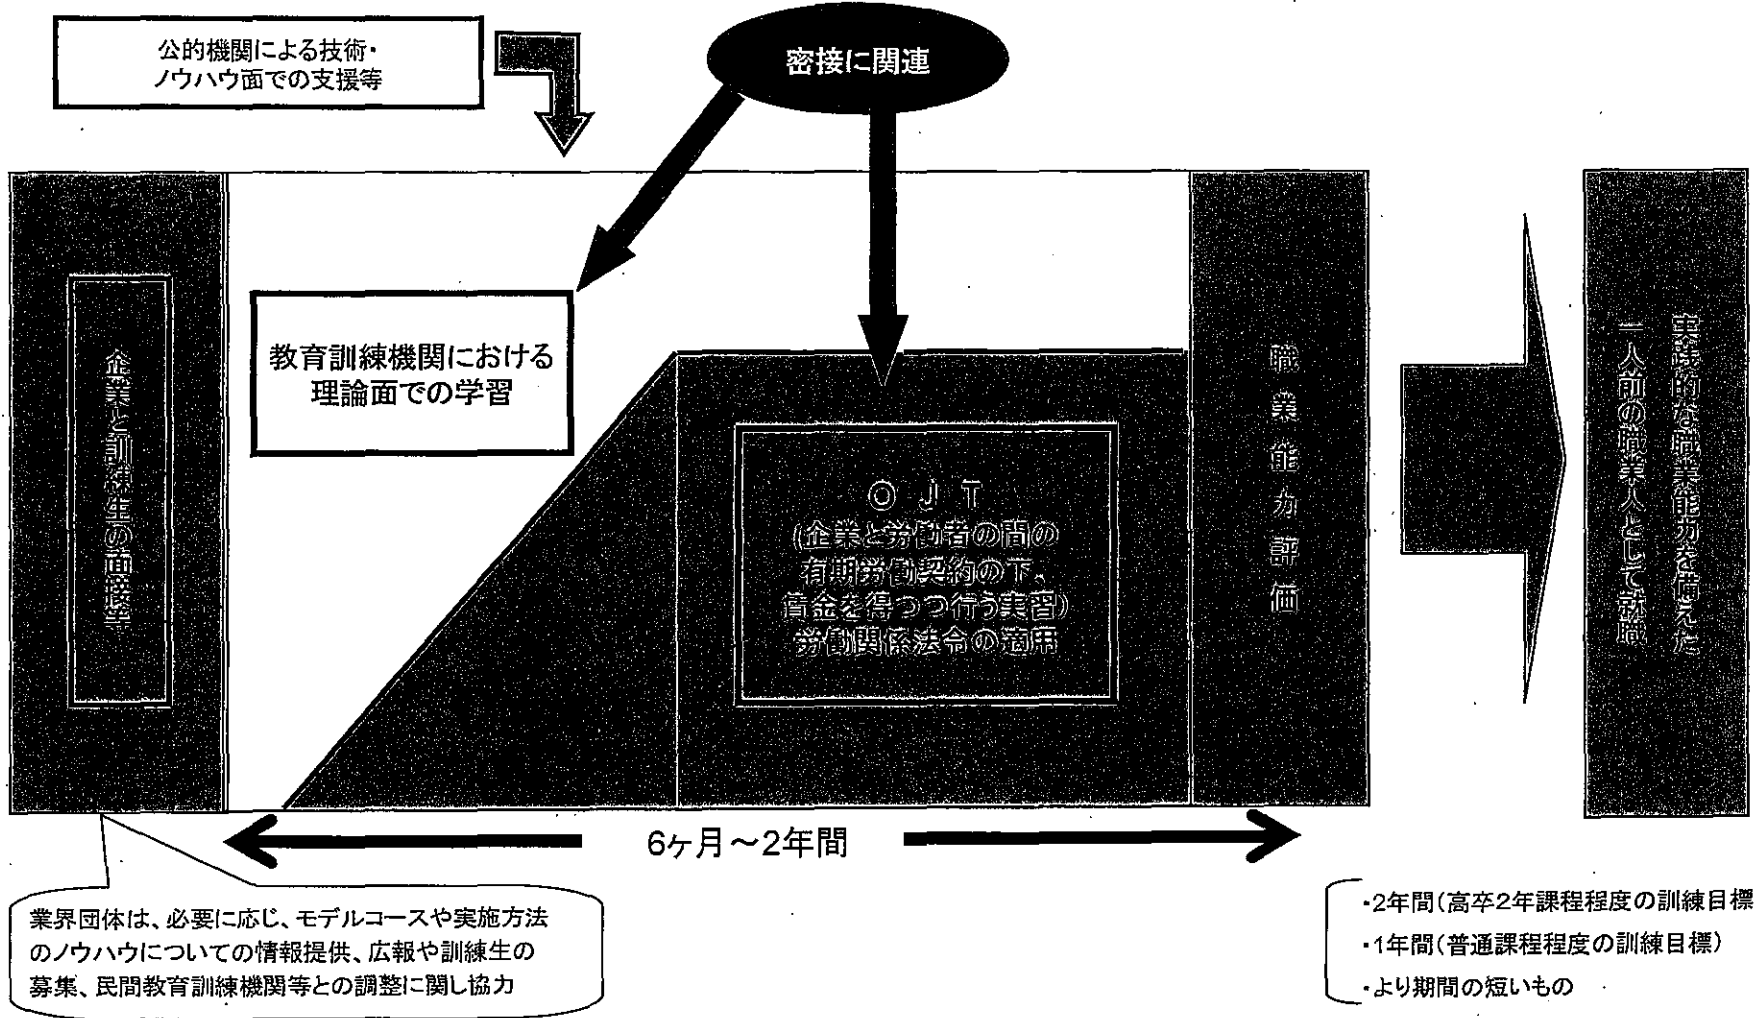 公的機関による技術・
ノウハウ面での支援等
密接に関連
企業と訓練生の面接等
教育訓練機関における
理論面での学習
OJT
(企業と労働者の間の
有期労働契約の下、
賃金を得つつ行う実習)
労働関係法令の適用
職業能力評価
実践的な職業能力を備えた
一人前の職業人として就職
6ヶ月～2年間
業界団体は、必要に応じ、モデルコースや実施方法
のノウハウについての情報提供、広報や訓練生の
募集、民間教育訓練機関等との調整に関し協力
・2年間(高卒2年課程程度の訓練目標
・1年間(普通課程程度の訓練目標)
・より期間の短いもの